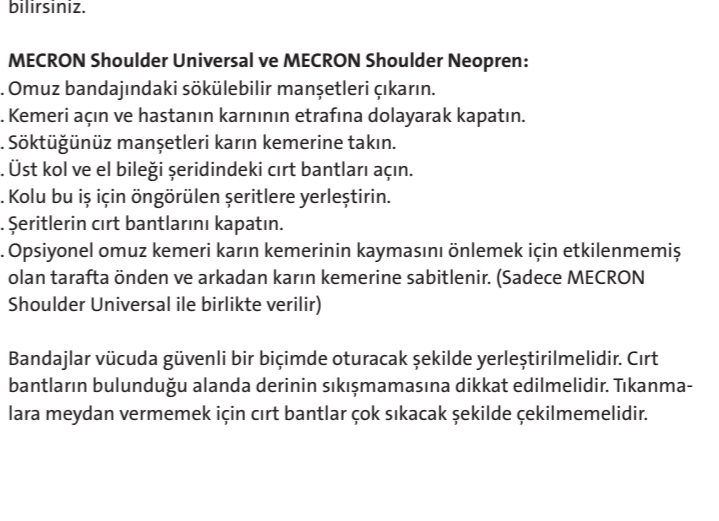 bilirsiniz.
MECRON Shoulder Universal ve MECRON Shoulder Neopren:
. Omuz bandajındaki sökülebilir manşetleri çıkarın.
. Kemeri açın ve hastanın karnının etrafına dolayarak kapatın.
. Söktüğünüz manşetleri karın kemerine takın.
. Üst kol ve el bileği şeridindeki cırt bantları açın.
. Kolu bu iş için öngörülen şeritlere yerleştirin.
. Şeritlerin cırt bantlarını kapatın.
. Opsiyonel omuz kemeri karın kemerinin kaymasını önlemek için etkilenmemiş
olan tarafta önden ve arkadan karın kemerine sabitlenir. (Sadece MECRON
Shoulder Universal ile birlikte verilir)
Bandajlar vücuda güvenli bir biçimde oturacak şekilde yerleştirilmelidir. Cırt
bantların bulunduğu alanda derinin sıkışmamasına dikkat edilmelidir. Tıkanma-
lara meydan vermemek için cırt bantlar çok sıkacak şekilde çekilmemelidir.